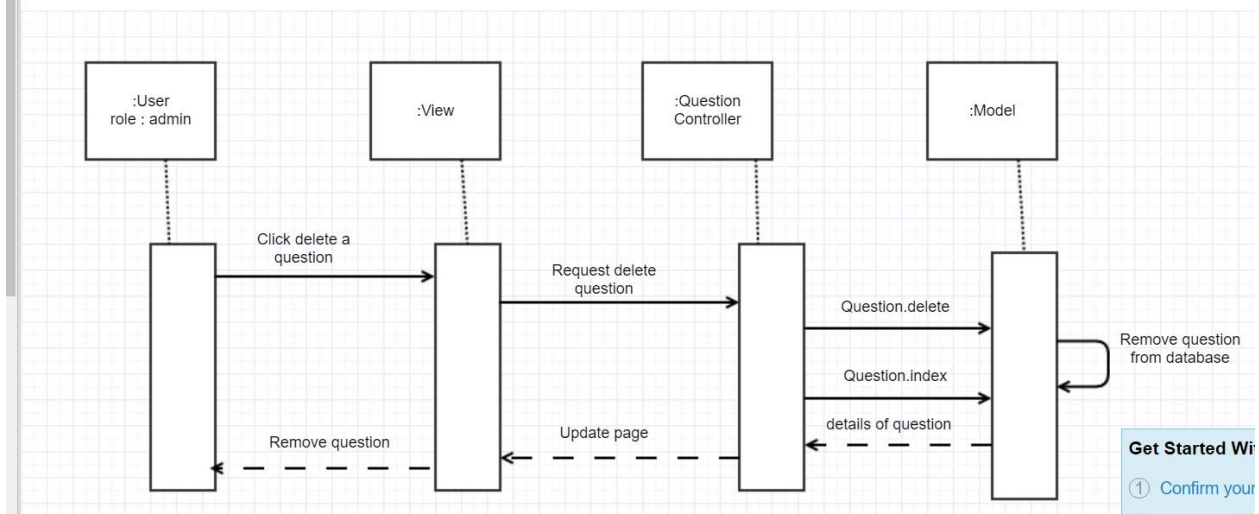 :User
role : admin
:View
:Question
Controller
:Model
Click delete a
question
Request delete
question
Question.delete
Remove question
from database
Question.index
details of question
Update page
Remove question
Get Started Wi
1 Confirm your